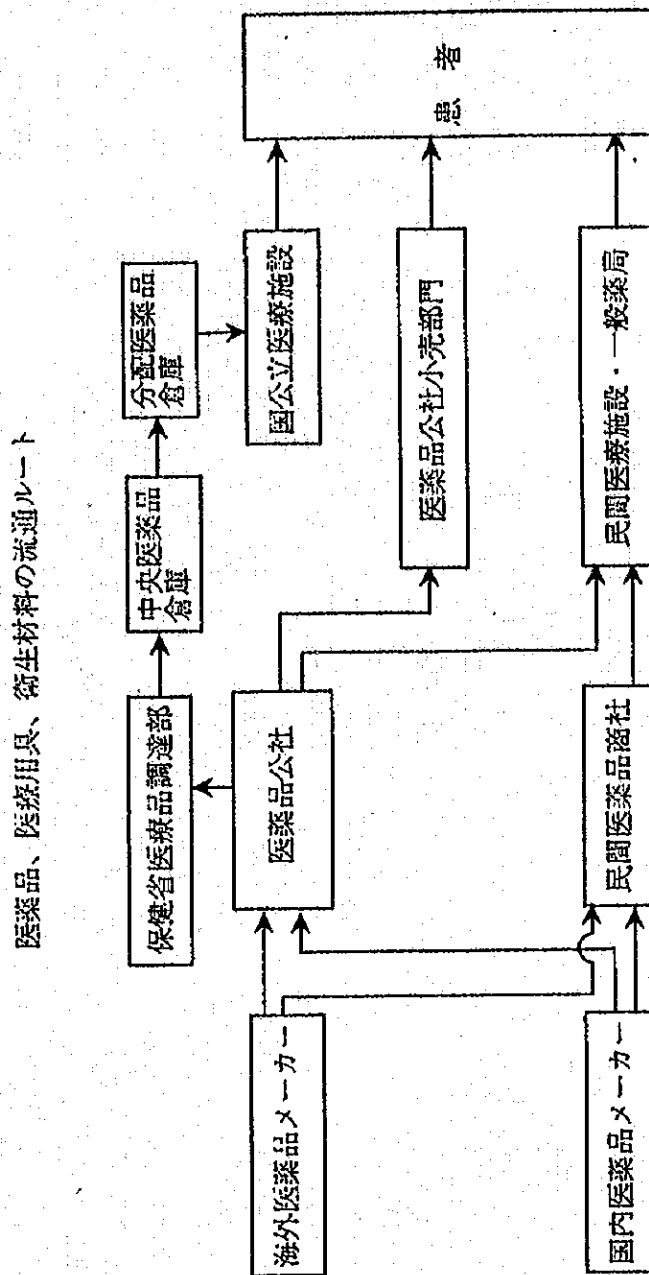 医薬品、医療用具、衛生材料の流通ルート
保健省医療品調達部
中央医薬品
倉庫
分配医薬品
倉庫
海外医薬品メーカー
医薬品公社
国公立医療施設
医薬品公社小売部門
国内医薬品メーカー
民間医薬品商社
民間医療施設・一般薬局
患者